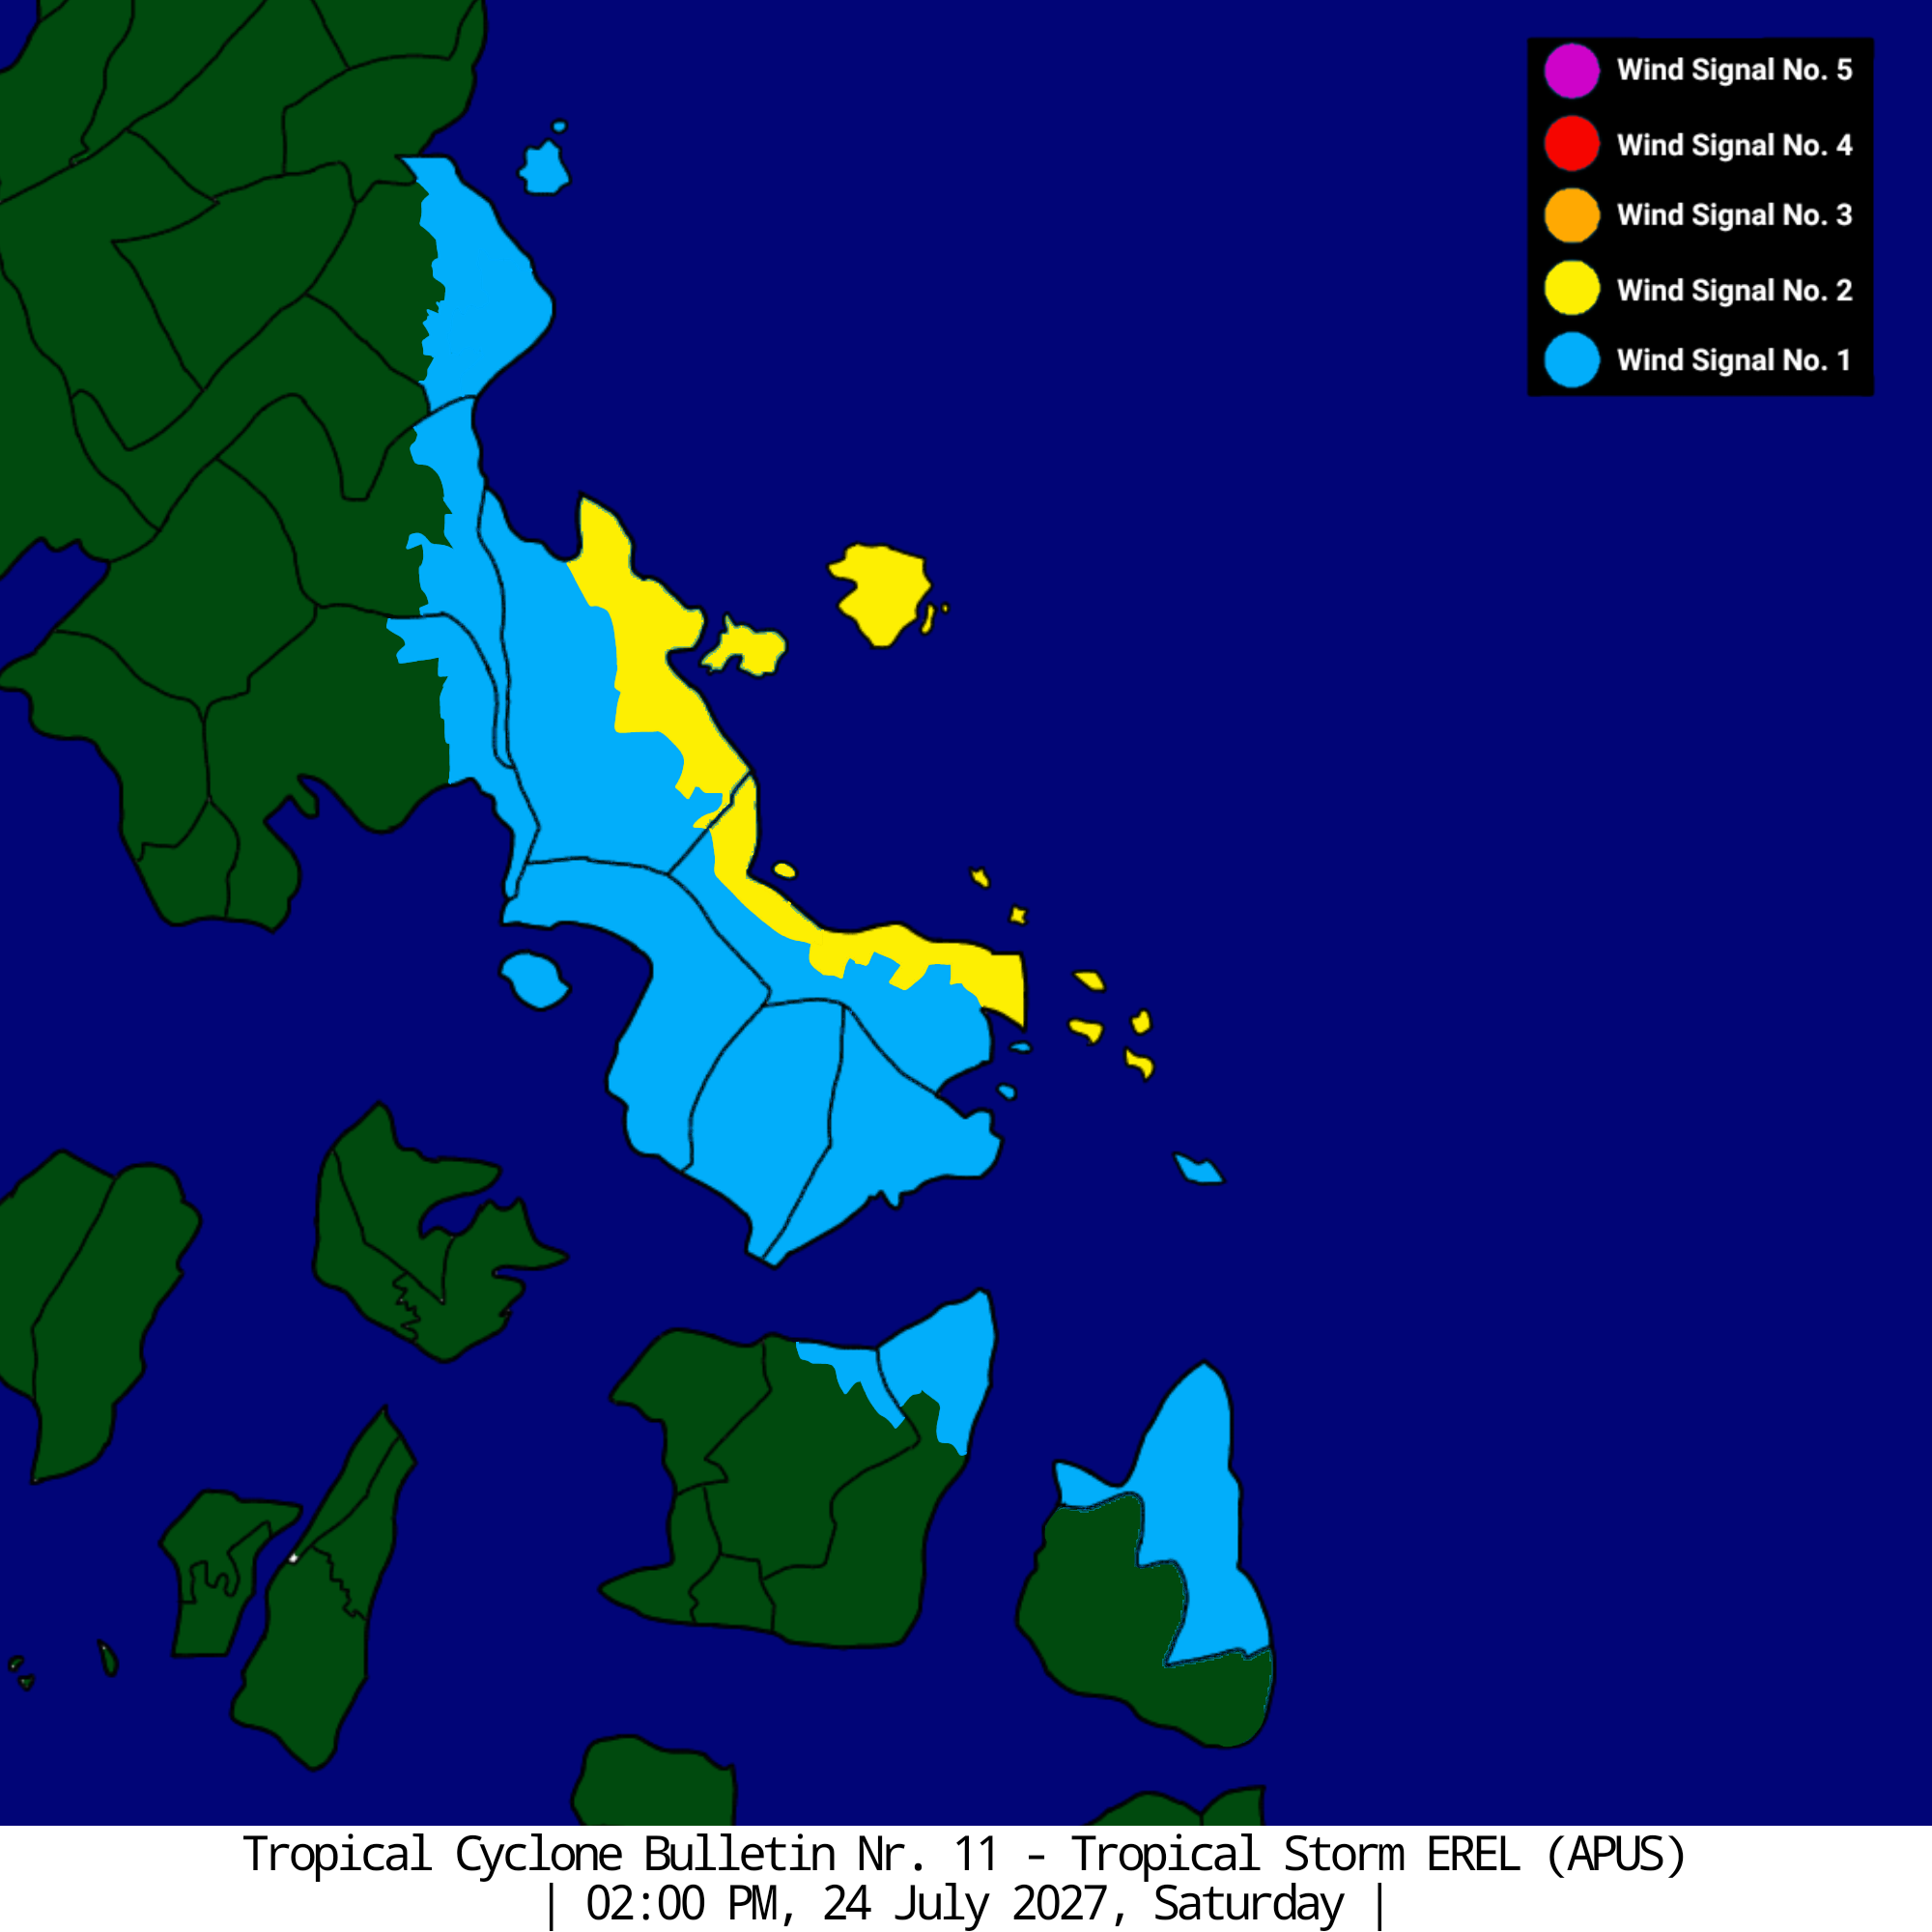 Wind Signal No. 5
Wind Signal No. 4
Wind Signal No. 3
Wind Signal No. 2
Wind Signal No. 1
Tropical Cyclone Bulletin Nr. 11 - Tropical Storm EREL (APUS)
| 02:00 PM, 24 July 2027, Saturday |